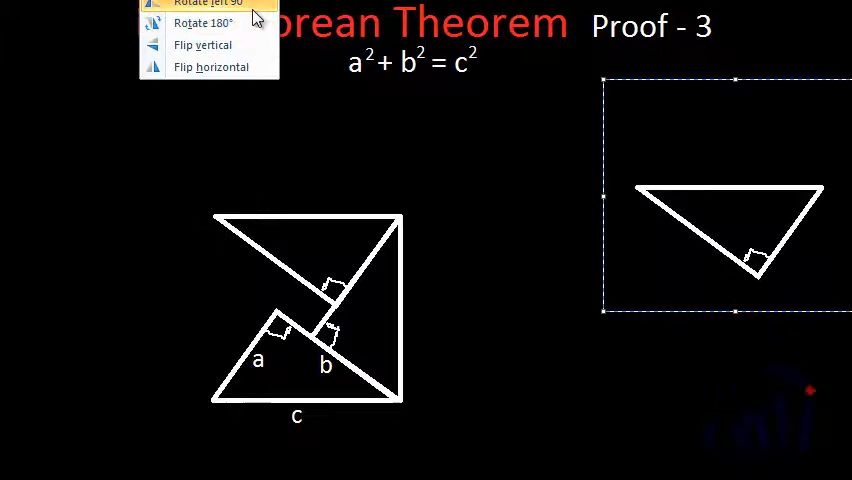 Rotate left 90°
orean Theorem Proof - 3
Rotate 180°
Flip vertical
a² + b² = c²
Flip horizontal
a
b
c